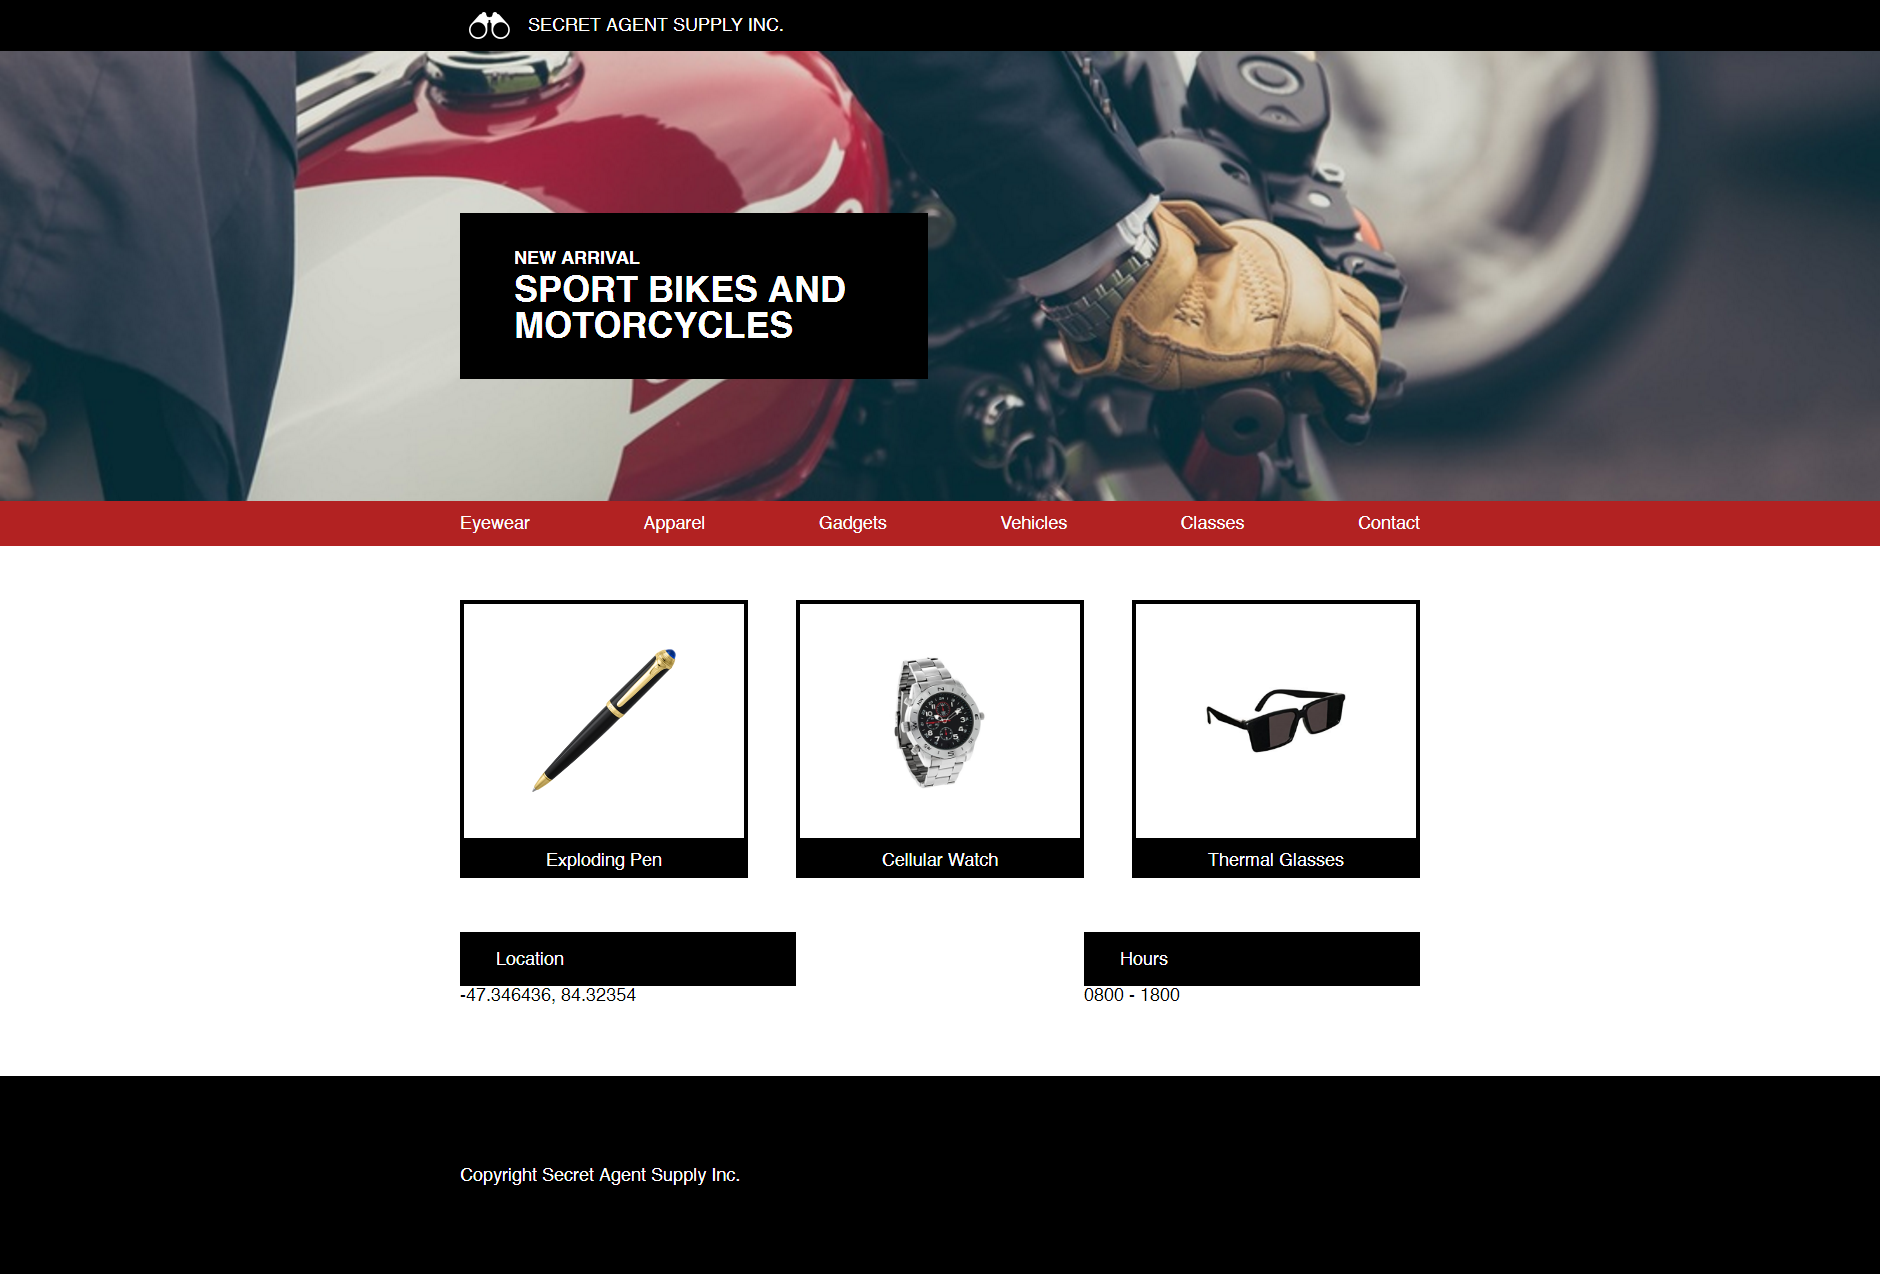 SECRET AGENT SUPPLY INC.
NEW ARRIVAL
SPORT BIKES AND
MOTORCYCLES
Eyewear Apparel Gadgets Vehicles Classes Contact
Exploding Pen Cellular Watch Thermal Glasses
Location Hours
-47.346436, 84.32354 0800 - 1800
Copyright Secret Agent Supply Inc.